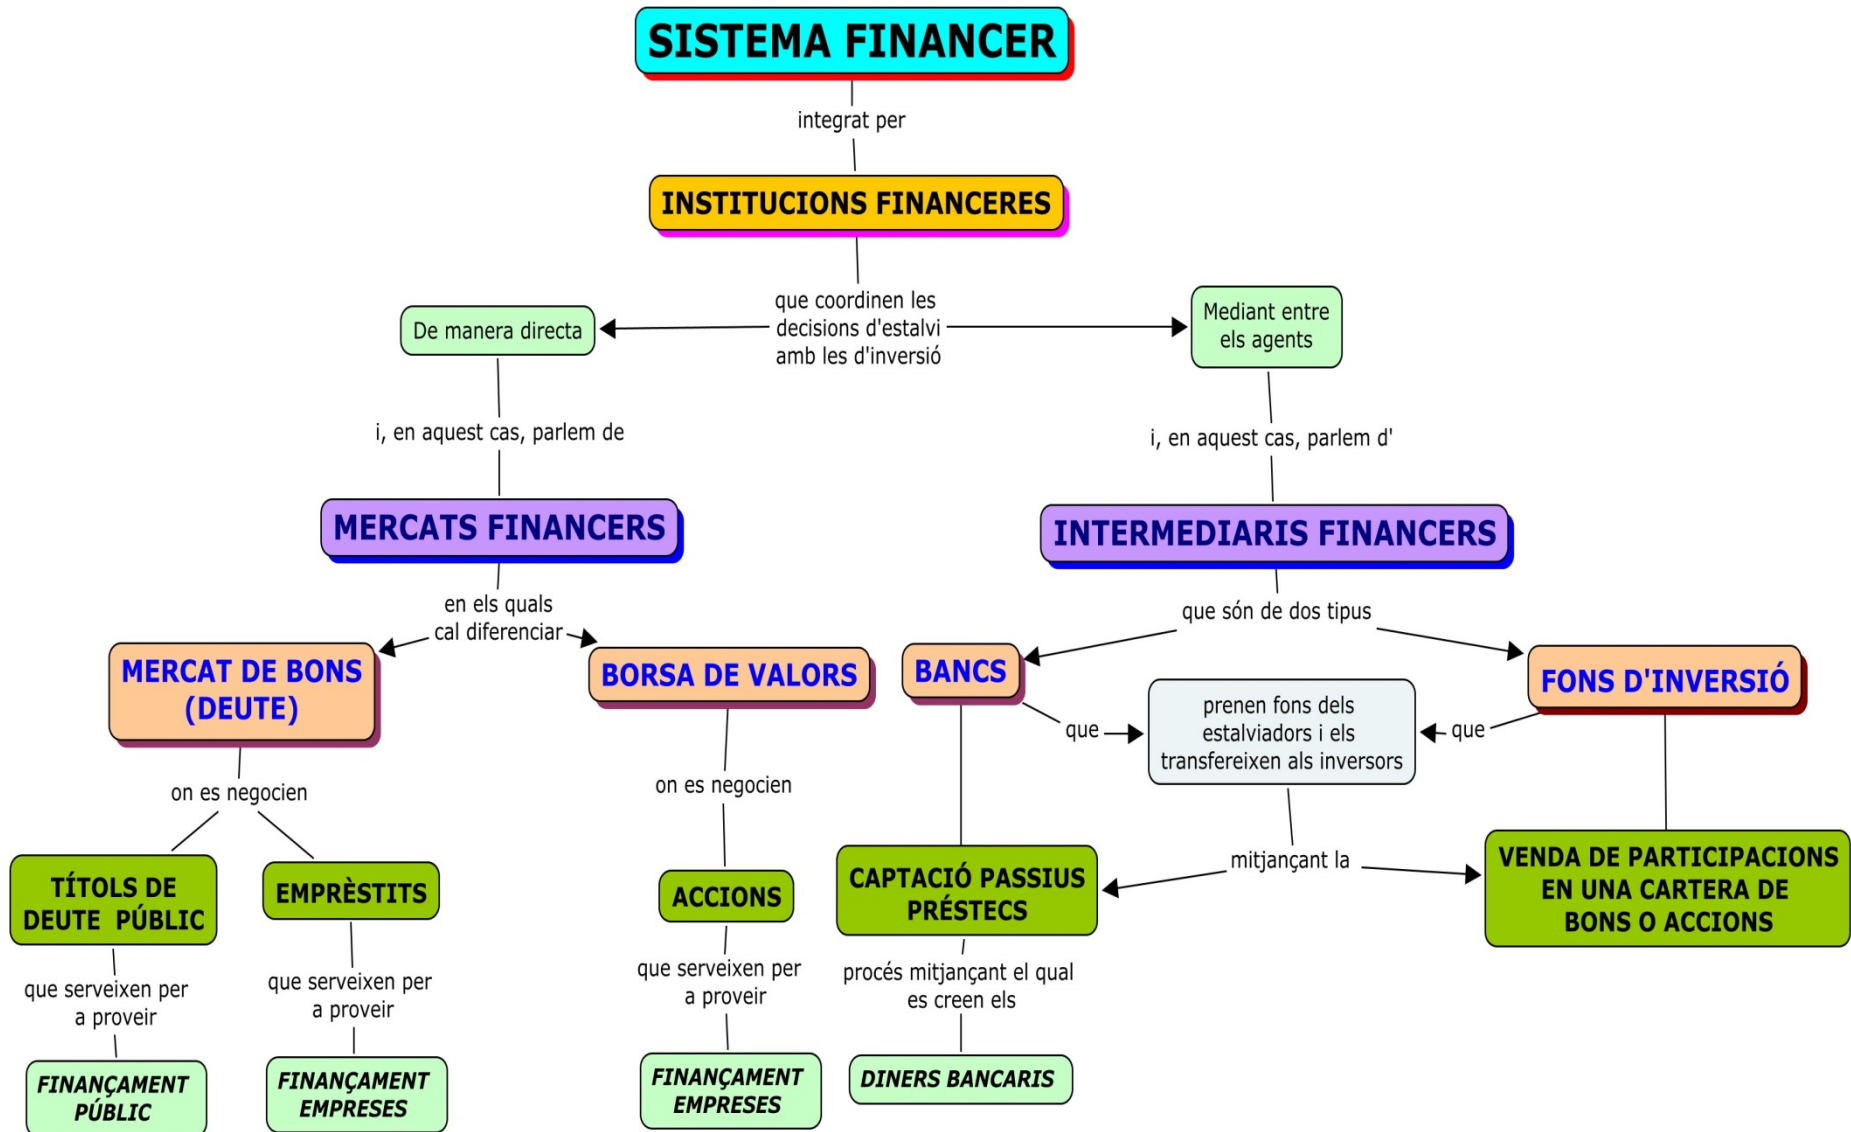 SISTEMA FINANCER
integrat per
INSTITUCIONS FINANCERES
que coordinen les
decisions d'estalvi
amb les d'inversió
De manera directa
Mediant entre
els agents
i, en aquest cas, parlem de
i, en aquest cas, parlem d'
MERCATS FINANCERS
INTERMEDIARIS FINANCERS
en els quals
cal diferenciar
que són de dos tipus
MERCAT DE BONS
(DEUTE)
BORSA DE VALORS
BANCS
FONS D'INVERSIÓ
que
prenen fons dels
estalviadors i els
transfereixen als inversors
que
on es negocien
on es negocien
mitjançant la
TÍTOLS DE
DEUTE  PÚBLIC
EMPRÈSTITS
ACCIONS
CAPTACIÓ PASSIUS
PRÉSTECS
VENDA DE PARTICIPACIONS
EN UNA CARTERA DE
BONS O ACCIONS
que serveixen per
a proveir
que serveixen per
a proveir
que serveixen per
a proveir
procés mitjançant el qual
es creen els
FINANÇAMENT
PÚBLIC
FINANÇAMENT
EMPRESES
FINANÇAMENT
EMPRESES
DINERS BANCARIS